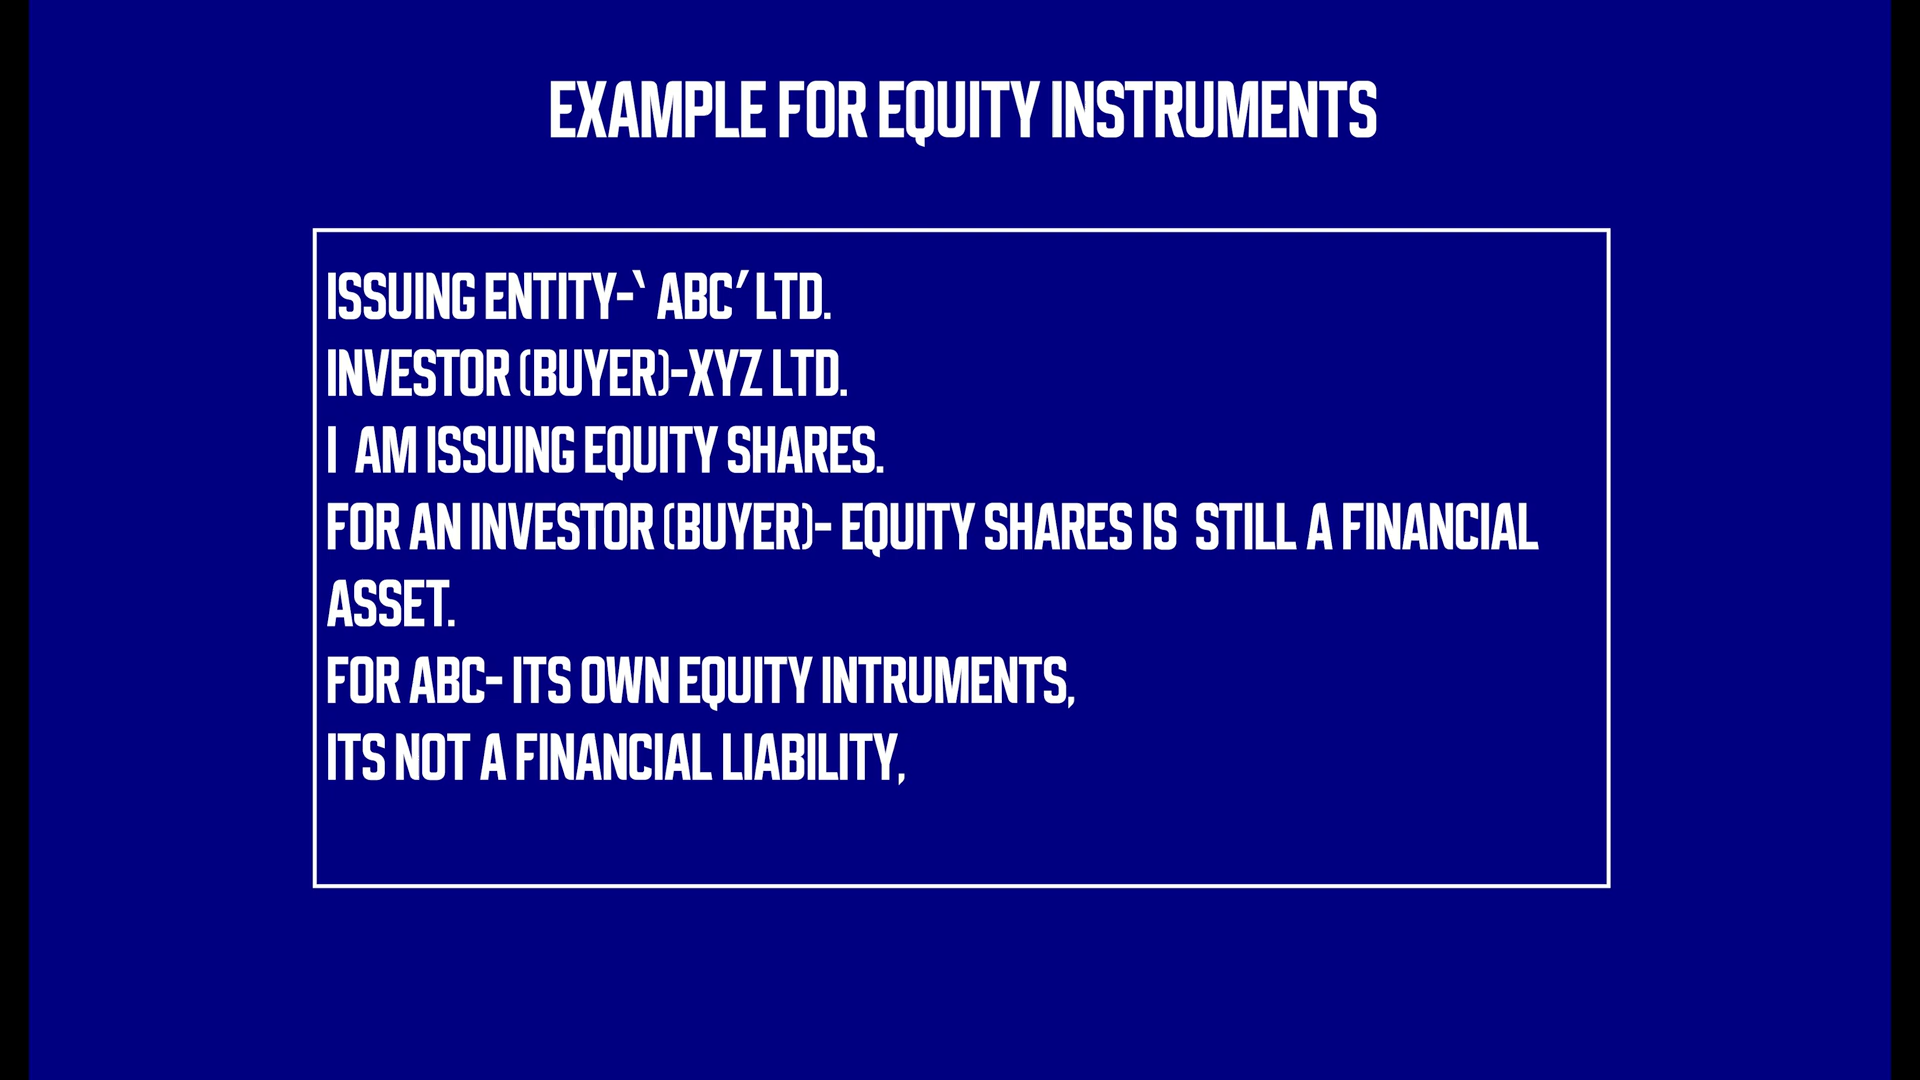 EXAMPLE FOR EQUITY INSTRUMENTS
ISSUING ENTITY-‵ ABC′ LTD.
INVESTOR (BUYER)-XYZ LTD.
I AM ISSUING EQUITY SHARES.
FOR AN INVESTOR (BUYER)- EQUITY SHARES IS STILL A FINANCIAL
ASSET.
FOR ABC- ITS OWN EQUITY INTRUMENTS,
ITS NOT A FINANCIAL LIABILITY,